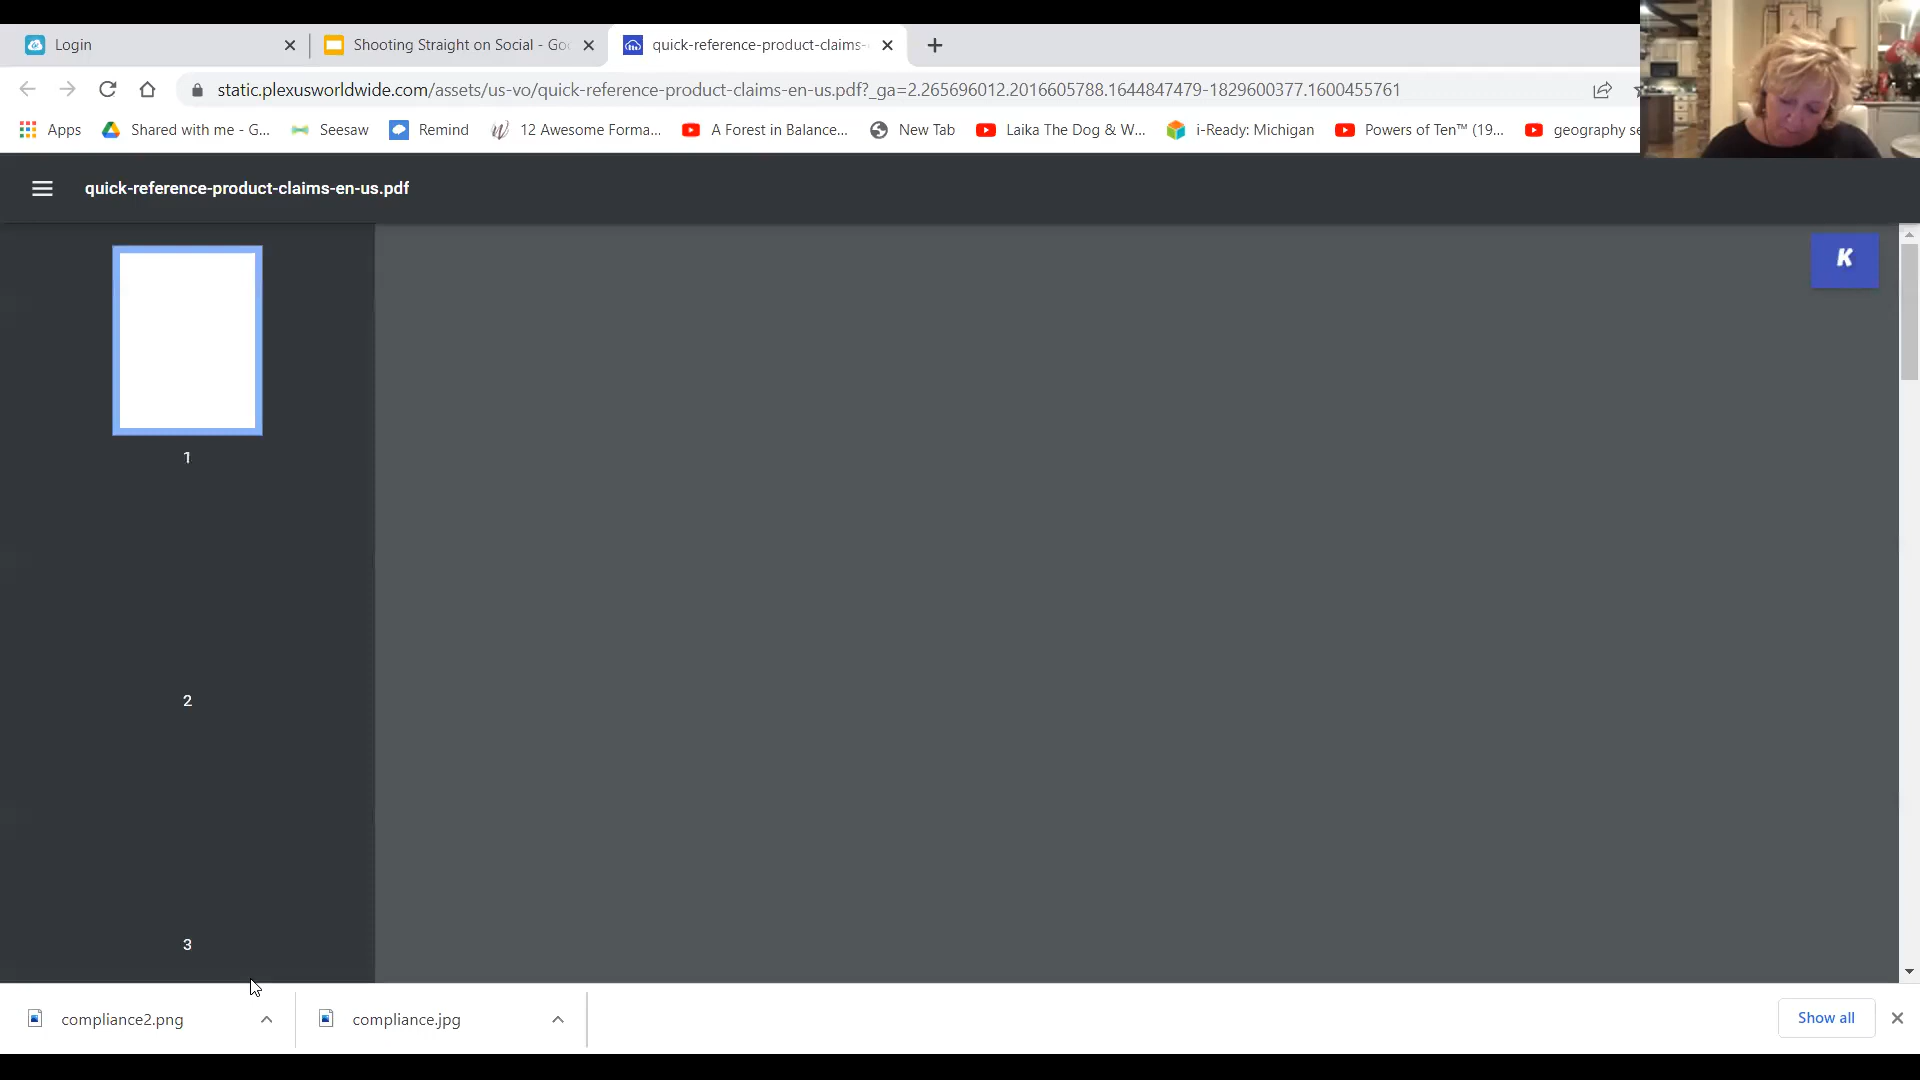 Login
Shooting Straight on Social - Goo
quick-reference-product-claims-
static.plexusworldwide.com/assets/us-vo/quick-reference-product-claims-en-us.pdf?_ga=2.265696012.2016605788.1644847479-1829600377.1600455761
Apps
Shared with me - G...
Seesaw
Remind
12 Awesome Forma...
A Forest in Balance...
New Tab
Laika The Dog & W...
i-Ready: Michigan
Powers of Ten™ (19...
geography se
quick-reference-product-claims-en-us.pdf
K
1
2
3
compliance2.png
compliance.jpg
Show all